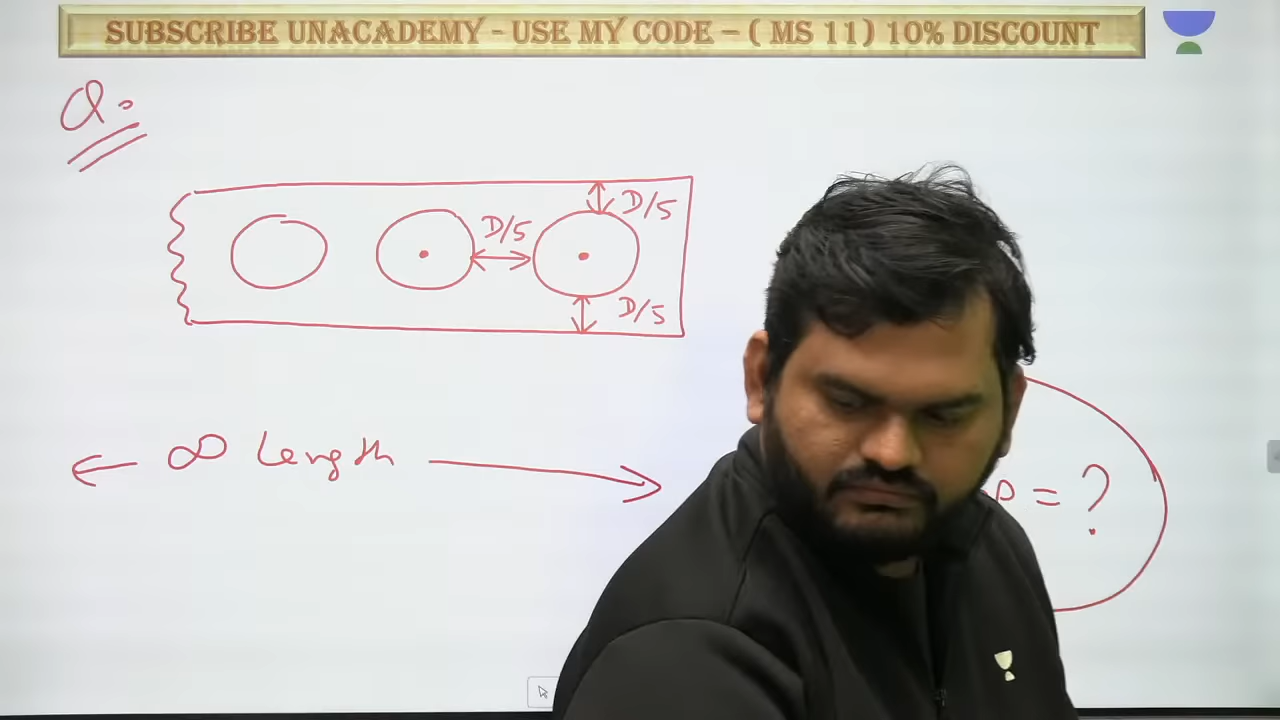 SUBSCRIBE UNACADEMY - USE MY CODE - ( MS 11) 10% DISCOUNT
Q.
D/5
D/5
D/5
∞ Length
= ?